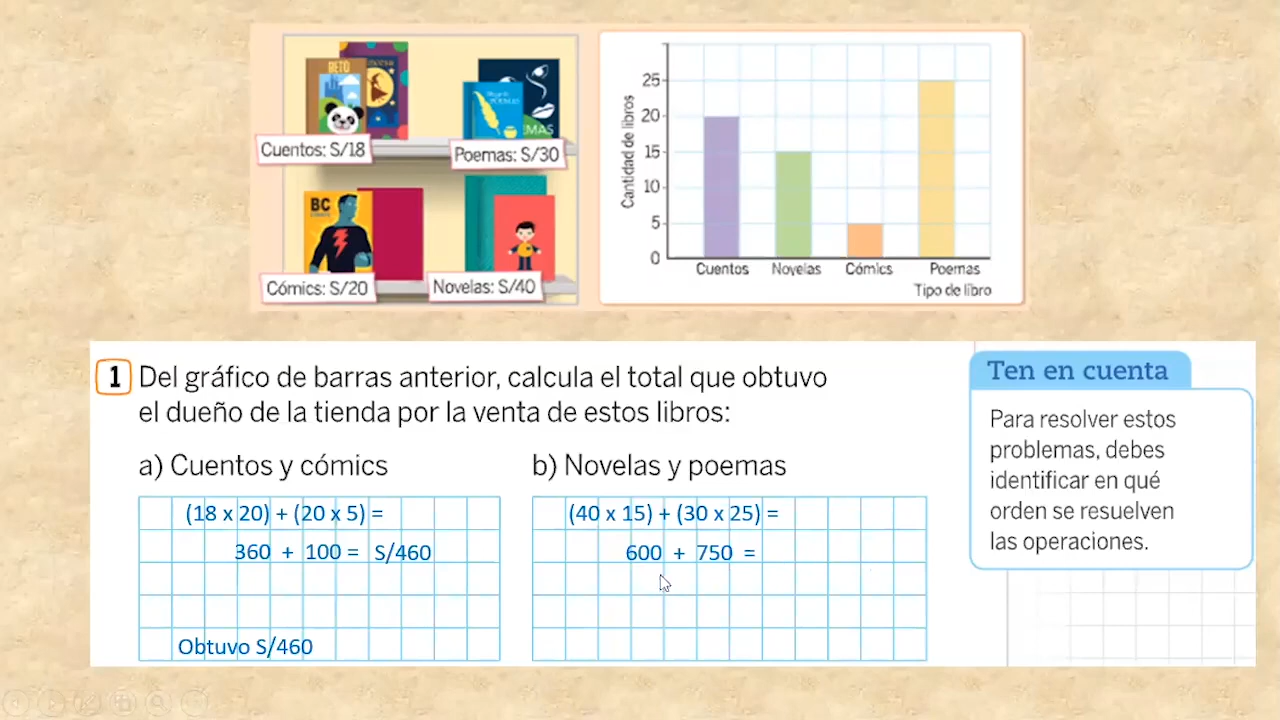 BETO
Cuentos: S/18
POEMAS
EMAS
Poemas: S/30
BC
Cómics: S/20
Novelas: S/40
Cantidad de libros
25
20
15
10
5
0
Cuentos Novelas Cómics Poemas
Tipo de libro
1 Del gráfico de barras anterior, calcula el total que obtuvo
el dueño de la tienda por la venta de estos libros:
a) Cuentos y cómics
(18 x 20) + (20 x 5) =
360 + 100 = S/460
Obtuvo S/460
b) Novelas y poemas
(40 x 15) + (30 x 25) =
600 + 750 =
Ten en cuenta
Para resolver estos
problemas, debes
identificar en qué
orden se resuelven
las operaciones.